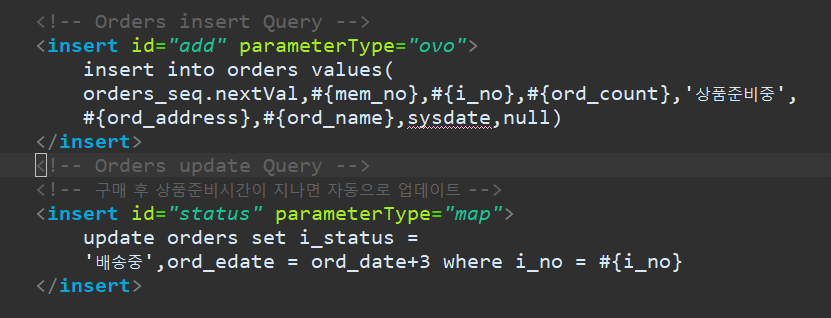 <!-- Orders insert Query -->
<insert id="add" parameterType="ovo">
insert into orders values(
orders_seq.nextVal,#{mem_no},#{i_no},#{ord_count},'상품준비중',
#{ord_address},#{ord_name},sysdate,null)
</insert>
<!-- Orders update Query -->
<!-- 구매 후 상품준비시간이 지나면 자동으로 업데이트 -->
<insert id="status" parameterType="map">
update orders set i_status =
'배송중',ord_edate = ord_date+3 where i_no = #{i_no}
</insert>